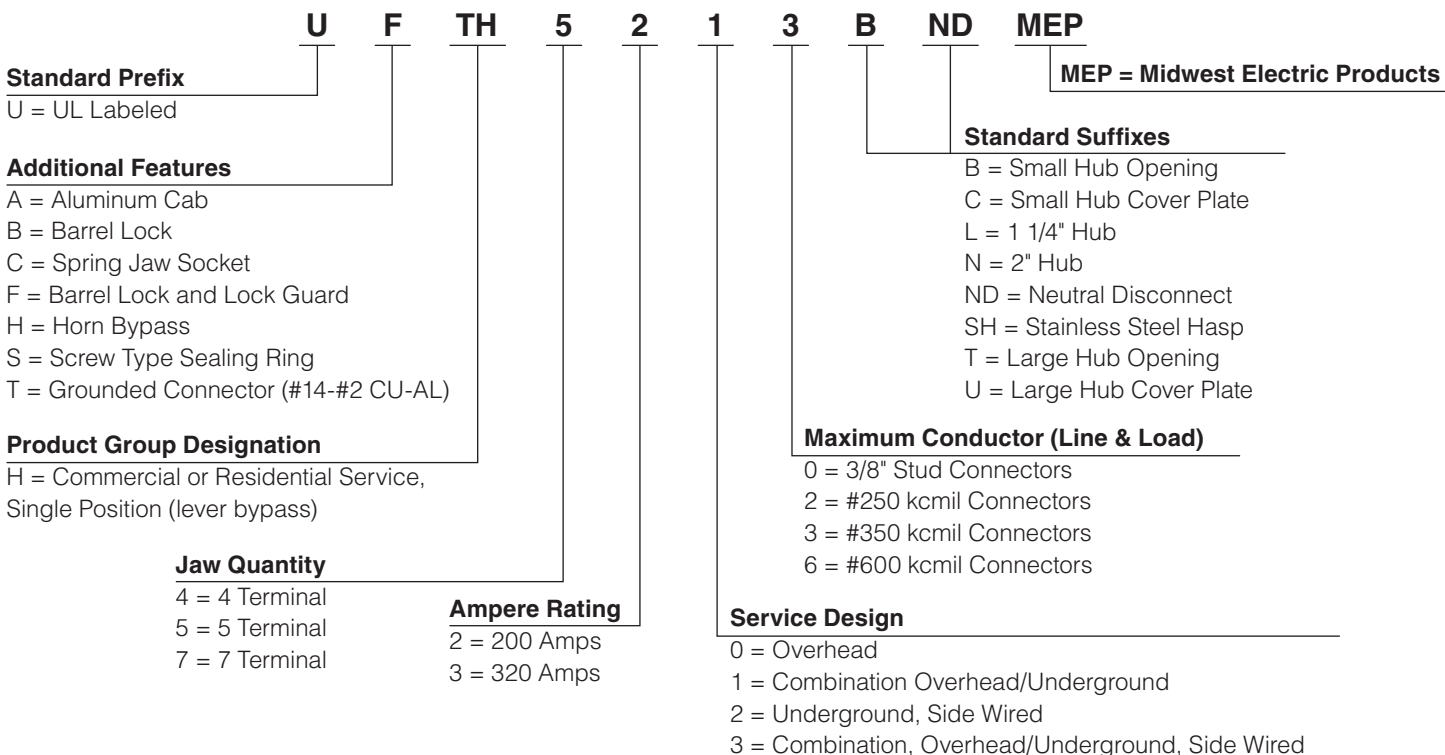 U F TH 5 2 1 3 B ND MEP
Standard Prefix
U = UL Labeled
MEP = Midwest Electric Products
Additional Features
A = Aluminum Cab
B = Barrel Lock
C = Spring Jaw Socket
F = Barrel Lock and Lock Guard
H = Horn Bypass
S = Screw Type Sealing Ring
T = Grounded Connector (#14-#2 CU-AL)
Standard Suffixes
B = Small Hub Opening
C = Small Hub Cover Plate
L = 1 1/4" Hub
N = 2" Hub
ND = Neutral Disconnect
SH = Stainless Steel Hasp
T = Large Hub Opening
U = Large Hub Cover Plate
Product Group Designation
H = Commercial or Residential Service,
Single Position (lever bypass)
Maximum Conductor (Line & Load)
0 = 3/8" Stud Connectors
2 = #250 kcmil Connectors
3 = #350 kcmil Connectors
6 = #600 kcmil Connectors
Jaw Quantity
4 = 4 Terminal
5 = 5 Terminal
7 = 7 Terminal
Ampere Rating
2 = 200 Amps
3 = 320 Amps
Service Design
0 = Overhead
1 = Combination Overhead/Underground
2 = Underground, Side Wired
3 = Combination, Overhead/Underground, Side Wired